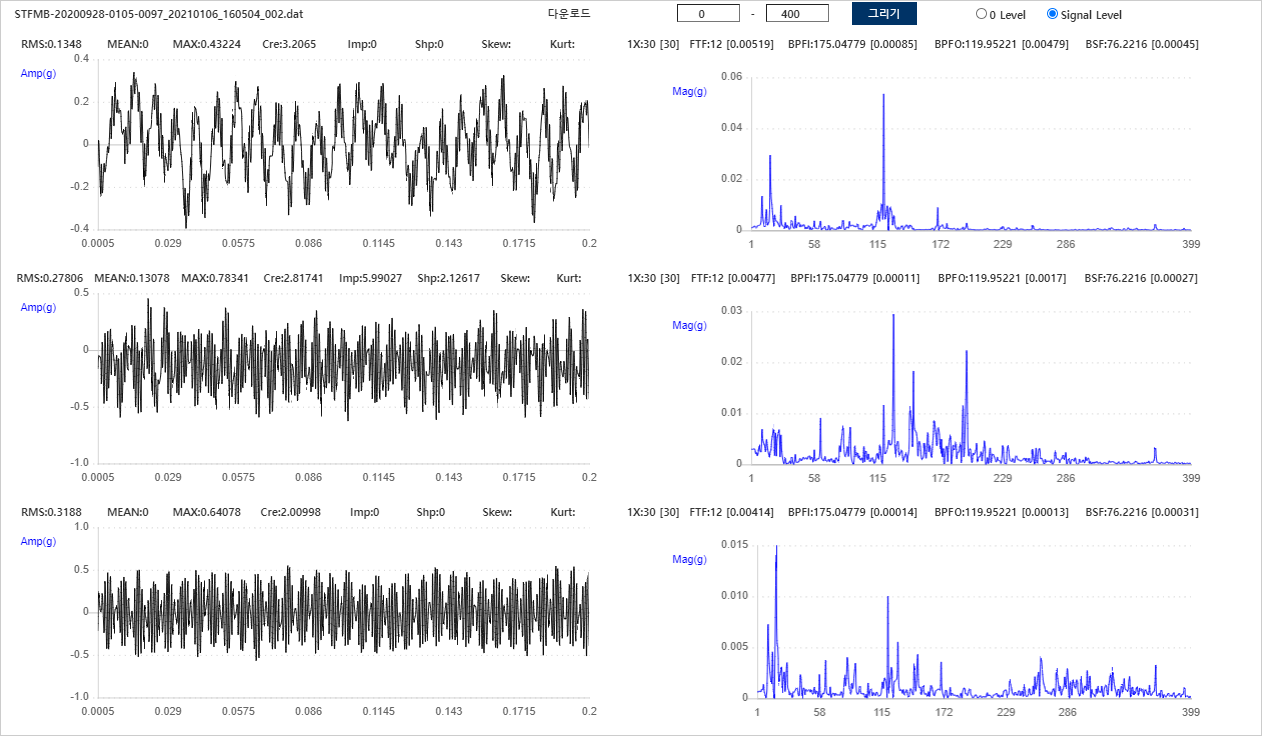 STFMB-20200928-0105-0097_20210106_160504_002.dat 다운로드 0 - 400 그리기 0 Level Signal Level
RMS:0.1348 MEAN:0 MAX:0.43224 Cre:3.2065 Imp:0 Shp:0 Skew: Kurt: 1X:30 [30] FTF:12 [0.00519] BPFI:175.04779 [0.00085] BPFO:119.95221 [0.00479] BSF:76.2216 [0.00045]
Amp(g)
0.4
0.2
0
-0.2
-0.4
0.0005 0.029 0.0575 0.086 0.1145 0.143 0.1715 0.2
Mag(g)
0.06
0.04
0.02
0
1 58 115 172 229 286 399
RMS:0.27806 MEAN:0.13078 MAX:0.78341 Cre:2.81741 Imp:5.99027 Shp:2.12617 Skew: Kurt: 1X:30 [30] FTF:12 [0.00477] BPFI:175.04779 [0.00011] BPFO:119.95221 [0.0017] BSF:76.2216 [0.00027]
Amp(g)
0.5
0
-0.5
-1.0
0.0005 0.029 0.0575 0.086 0.1145 0.143 0.1715 0.2
Mag(g)
0.03
0.02
0.01
0
1 58 115 172 229 286 399
RMS:0.3188 MEAN:0 MAX:0.64078 Cre:2.00998 Imp:0 Shp:0 Skew: Kurt: 1X:30 [30] FTF:12 [0.00414] BPFI:175.04779 [0.00014] BPFO:119.95221 [0.00013] BSF:76.2216 [0.00031]
Amp(g)
1.0
0.5
0
-0.5
-1.0
0.0005 0.029 0.0575 0.086 0.1145 0.143 0.1715 0.2
Mag(g)
0.015
0.010
0.005
0
1 58 115 172 229 286 399